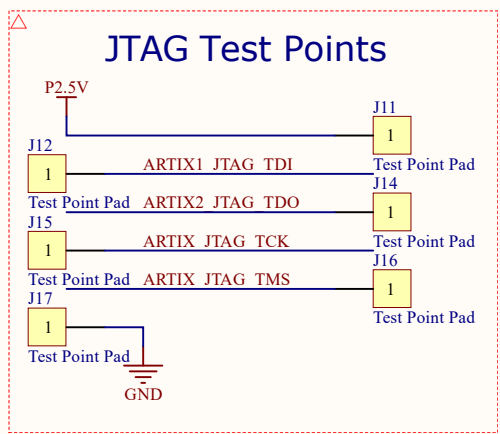 JTAG Test Points
P2.5V
J11
1
Test Point Pad
J12
1
Test Point Pad
ARTIX1_JTAG_TDI
ARTIX2_JTAG_TDO
J14
1
Test Point Pad
J15
1
Test Point Pad
ARTIX_JTAG_TCK
ARTIX_JTAG_TMS
J16
1
Test Point Pad
J17
1
Test Point Pad
GND